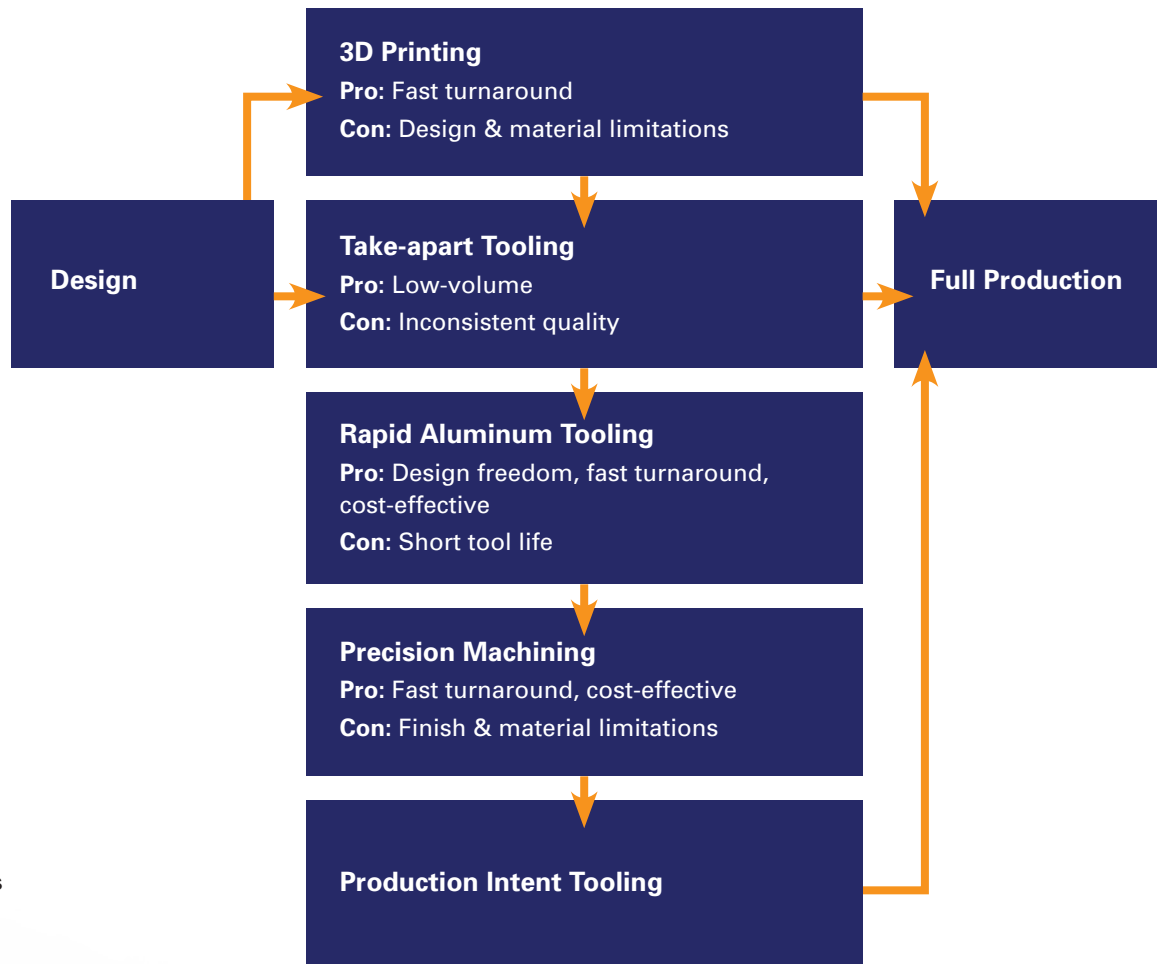 3D Printing
Pro: Fast turnaround
Con: Design & material limitations
Design
Take-apart Tooling
Pro: Low-volume
Con: Inconsistent quality
Full Production
Rapid Aluminum Tooling
Pro: Design freedom, fast turnaround,
cost-effective
Con: Short tool life
Precision Machining
Pro: Fast turnaround, cost-effective
Con: Finish & material limitations
Production Intent Tooling
s